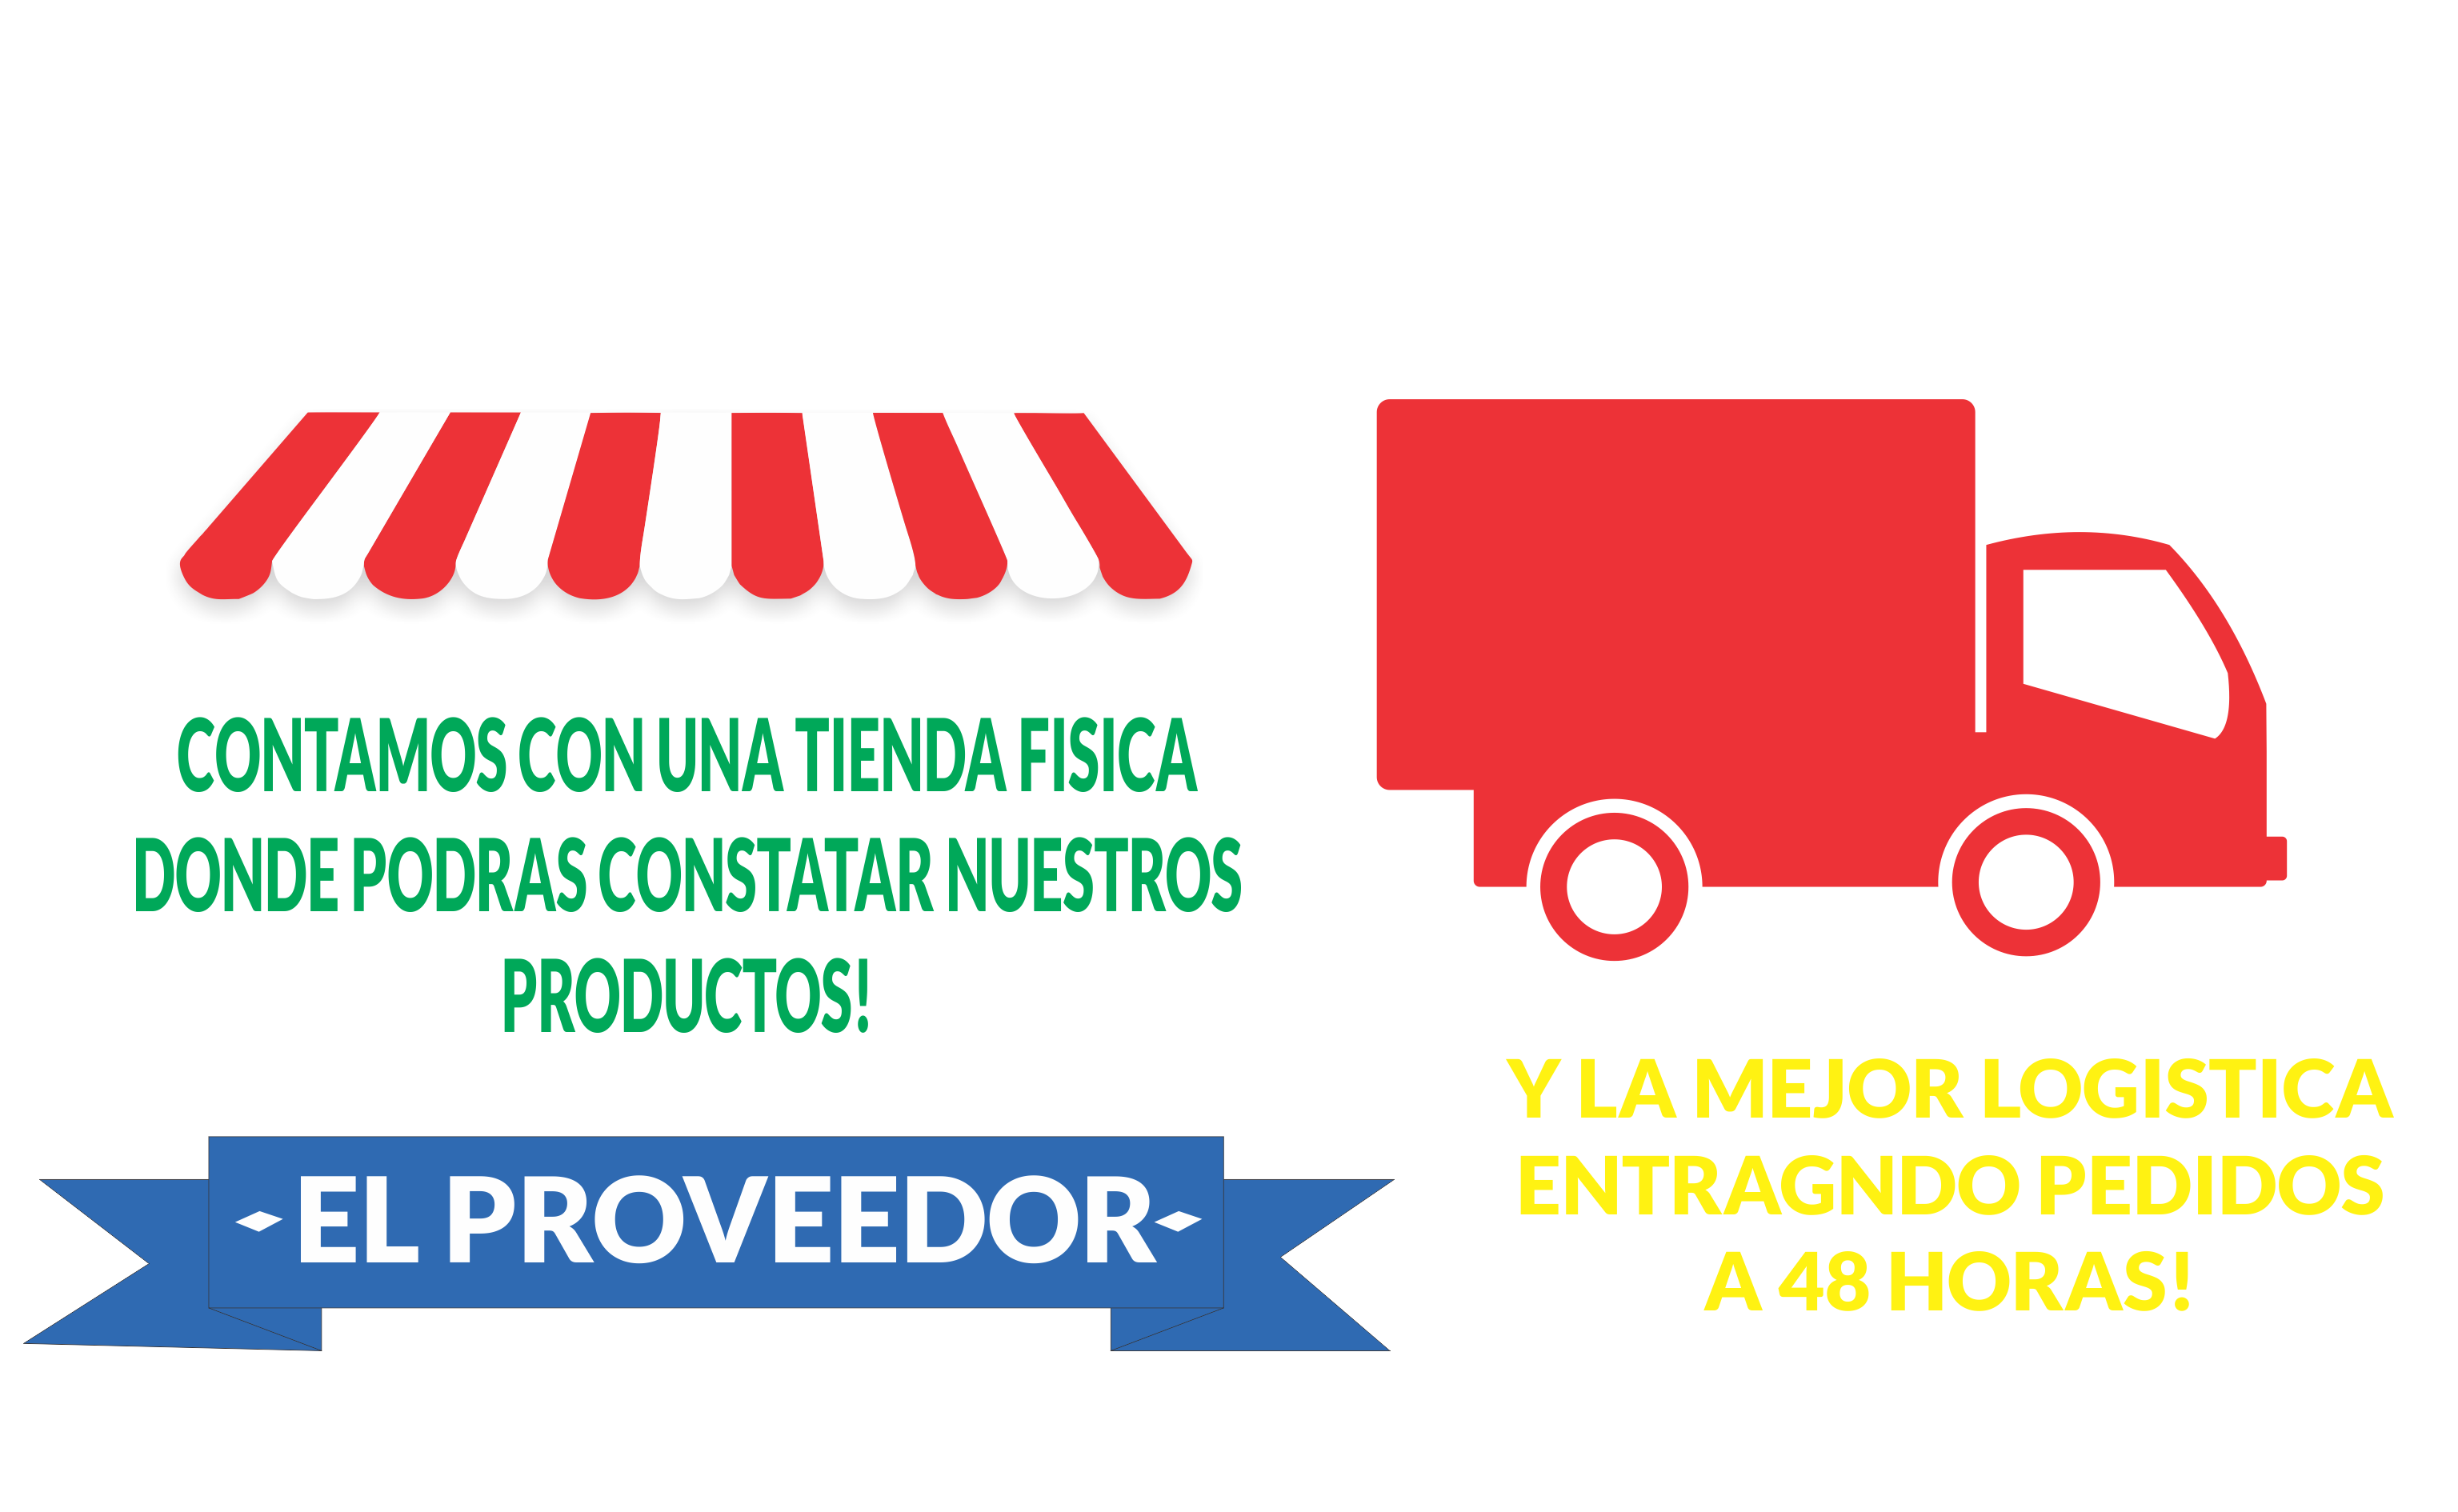 CONTAMOS CON UNA TIENDA FISICA
DONDE PODRAS CONSTATAR NUESTROS
PRODUCTOS!
EL PROVEEDOR
Y LA MEJOR LOGISTICA
ENTRAGNDO PEDIDOS
A 48 HORAS!